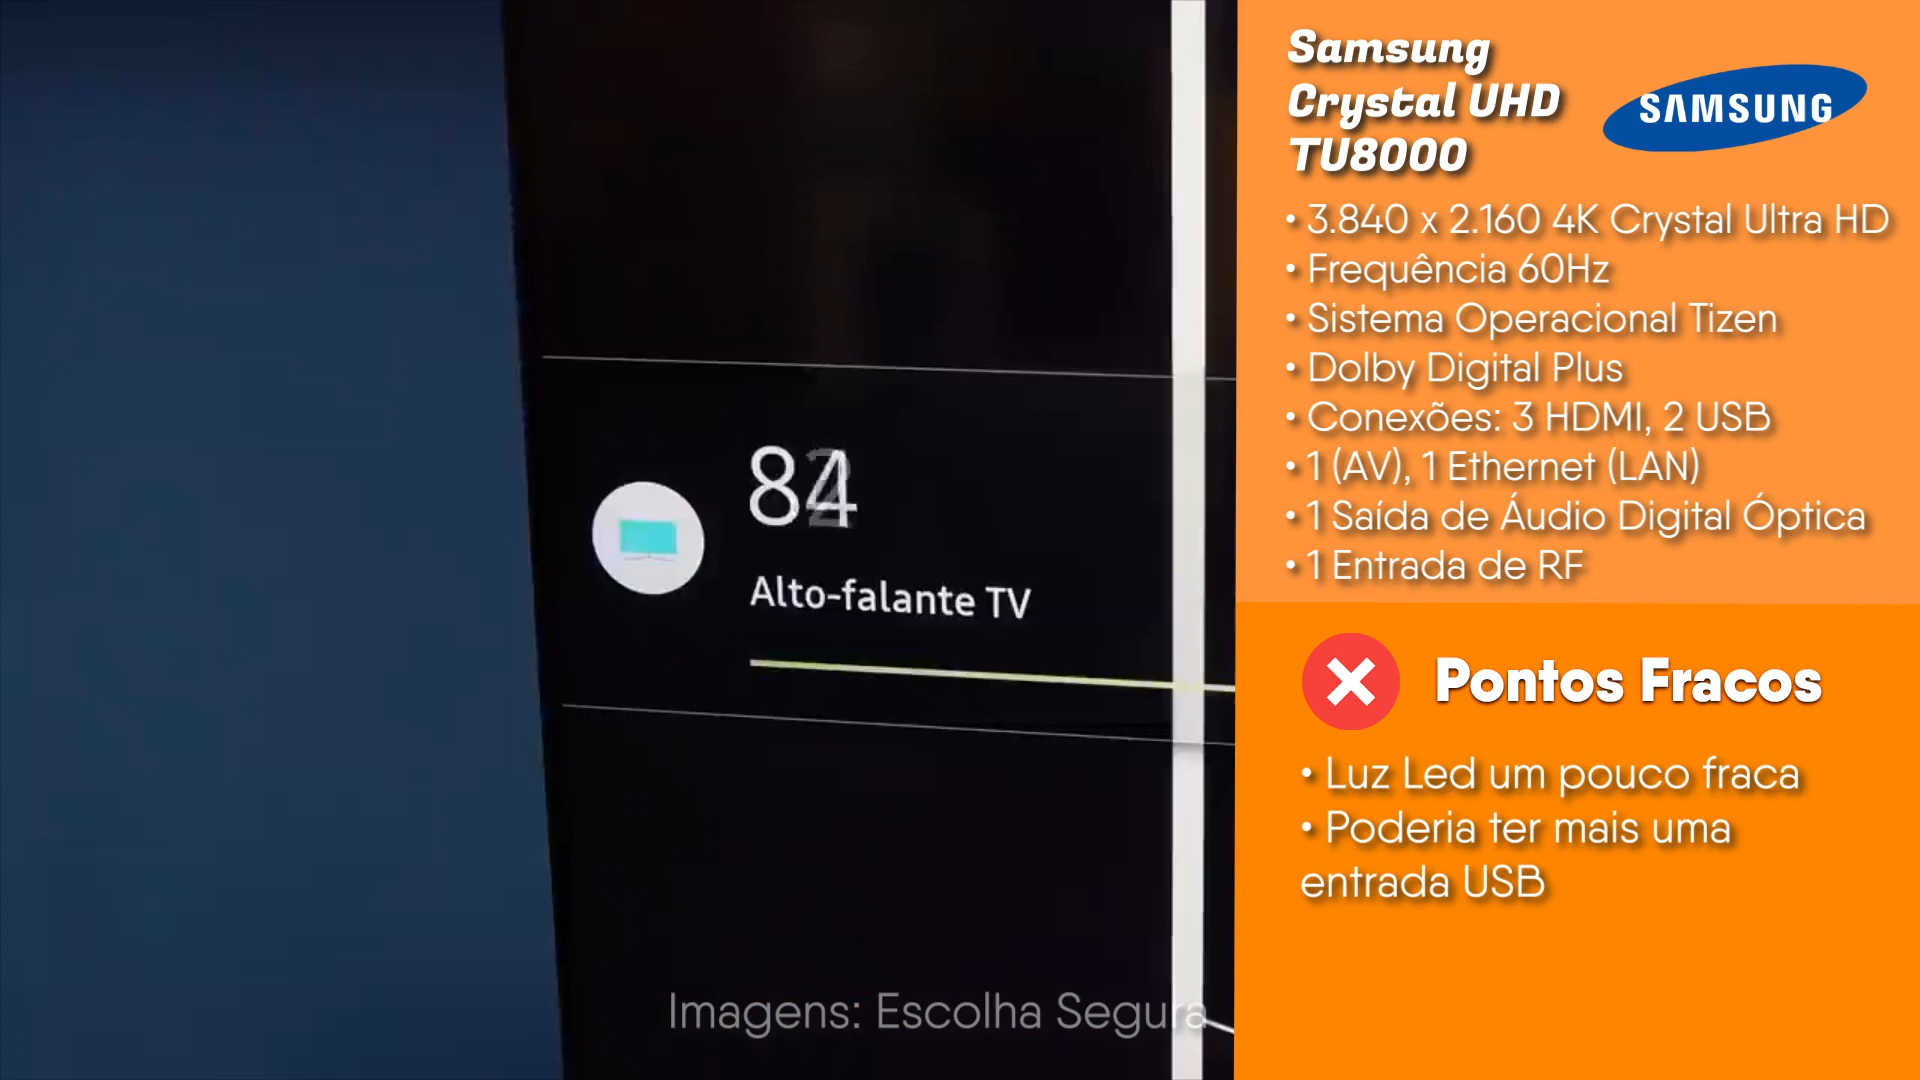 Samsung
Crystal UHD
TU8000
SAMSUNG
• 3.840 x 2.160 4K Crystal Ultra HD
• Frequência 60Hz
• Sistema Operacional Tizen
• Dolby Digital Plus
• Conexões: 3 HDMI, 2 USB
• 1 (AV), 1 Ethernet (LAN)
• 1 Saída de Áudio Digital Óptica
• 1 Entrada de RF
Pontos Fracos
• Luz Led um pouco fraca
• Poderia ter mais uma
entrada USB
84
Alto-falante TV
Imagens: Escolha Segura